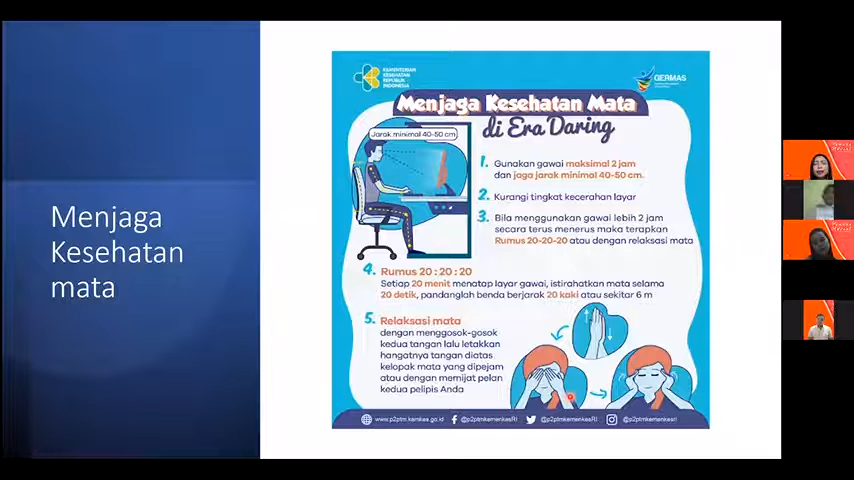 Menjaga
Kesehatan
mata
KEMENTERIAN
KESEHATAN
REPUBLIK
INDONESIA
GERMAS
Menjaga Kesehatan Mata
di Era Daring
Jarak minimal 40-50 cm
1. Gunakan gawai maksimal 2 jam
dan jaga jarak minimal 40-50 cm.
2. Kurangi tingkat kecerahan layar
3. Bila menggunakan gawai lebih 2 jam
secara terus menerus maka terapkan
Rumus 20-20-20 atau dengan relaksasi mata
4. Rumus 20 : 20 : 20
Setiap 20 menit menatap layar gawai, istirahatkan mata selama
20 detik, pandanglah benda berjarak 20 kaki atau sekitar 6 m
5. Relaksasi mata
dengan menggosok-gosok
kedua tangan lalu letakkan
hangatnya tangan diatas
kelopak mata yang dipejam
atau dengan memijat pelan
kedua pelipis Anda
www.p2ptm.kemkes.go.id @p2ptmkemenkesRI @p2ptmkemenkesRI @p2ptmkemenkesri